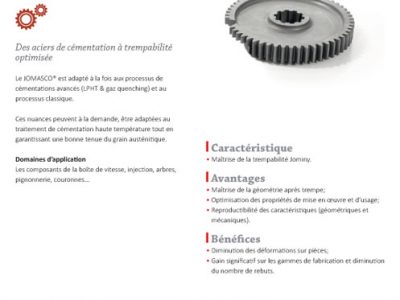 Des aciers de cémentation à trempabilité
optimisée
Le JOMASCO® est adapté à la fois aux processus de
cémentations avancés (LPHT & gaz quenching) et au
processus classique.
Ces nuances peuvent à la demande, être adaptées au
traitement de cémentation haute température tout en
garantissant une bonne tenue du grain austénitique.
Domaines d'application
Les composants de la boîte de vitesse, injection, arbres,
pignonnerie, couronnes...
Caractéristique
• Maîtrise de la trempabilité Jominy.
Avantages
• Maîtrise de la géométrie après trempe;
• Optimisation des propriétés de mise en œuvre et d'usage;
• Reproductibilité des caractéristiques (géométriques et
mécaniques).
Bénéfices
• Diminution des déformations sur pièces;
• Gain significatif sur les gammes de fabrication et diminution
du nombre de rebuts.